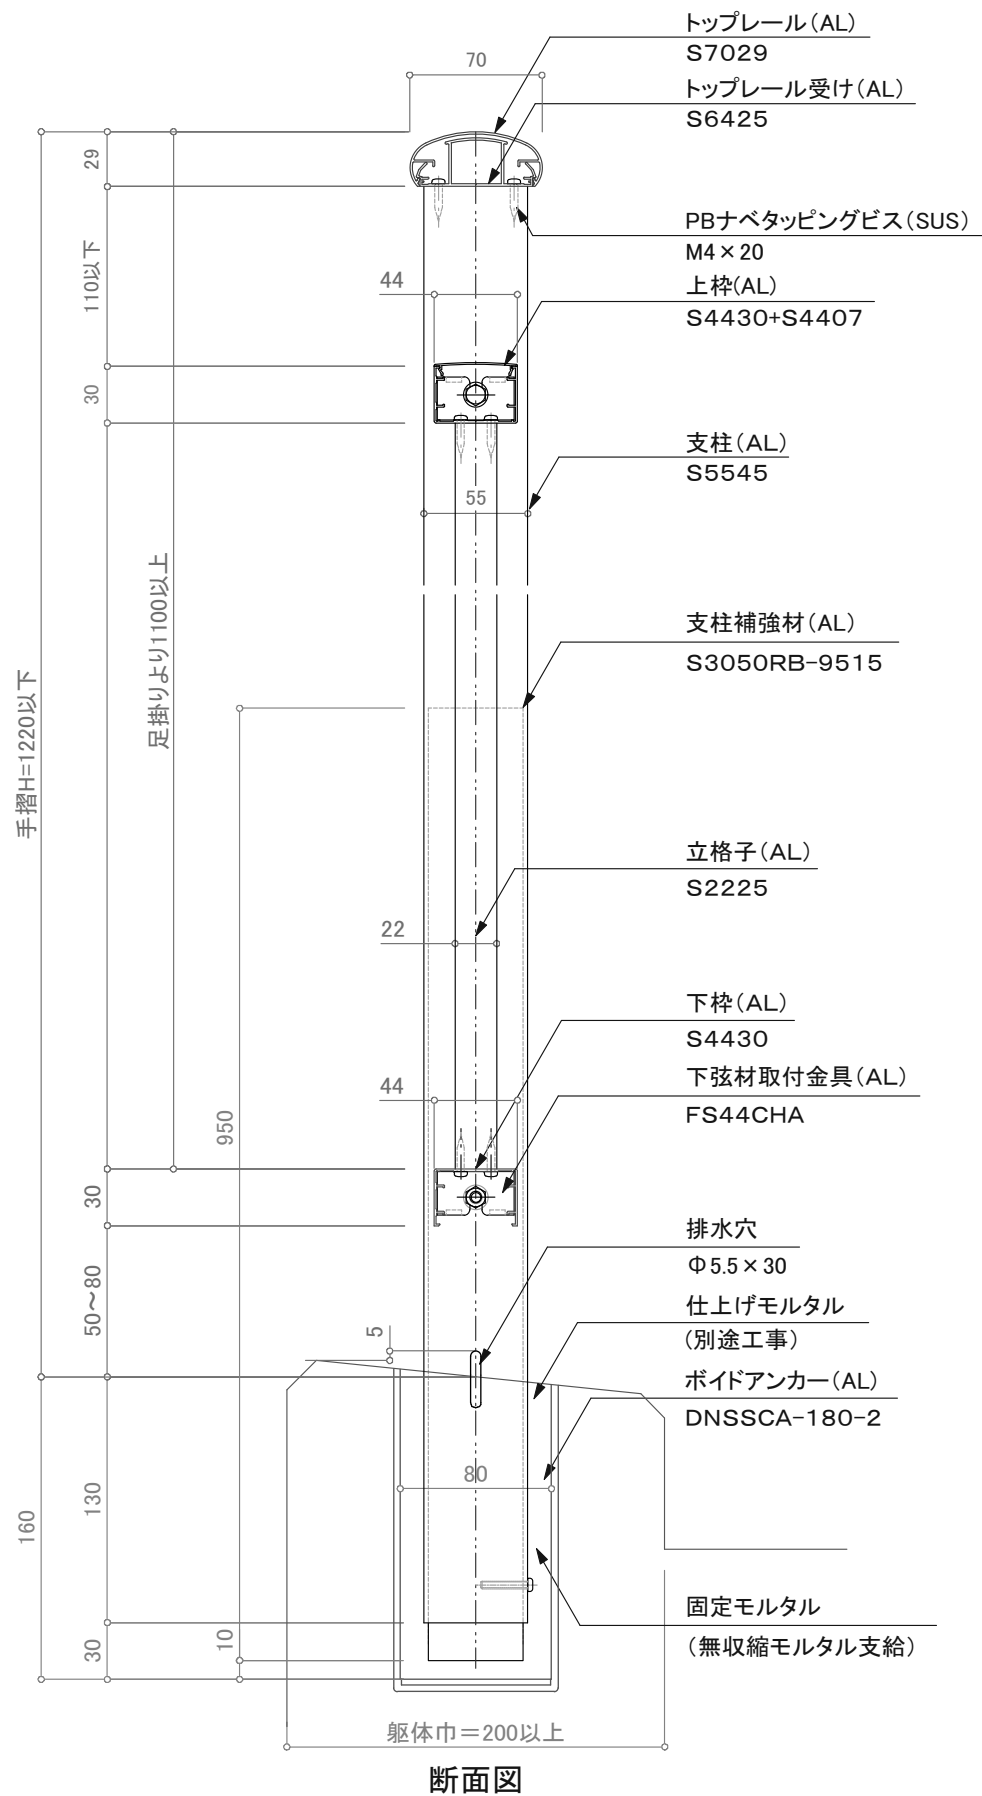 トップレール(AL)
S7029
70
トップレール受け(AL)
S6425
29
PBナベタッピングビス(SUS)
M4×20
110以下
44
上枠(AL)
S4430+S4407
30
支柱(AL)
S5545
55
足掛りより1100以上
支柱補強材(AL)
S3050RB-9515
手摺H=1220以下
立格子(AL)
S2225
22
下枠(AL)
S4430
44
下弦材取付金具(AL)
FS44CHA
950
30
排水穴
Φ5.5×30
50～80
仕上げモルタル
(別途工事)
5
ボイドアンカー(AL)
DNSSCA-180-2
80
130
160
固定モルタル
(無収縮モルタル支給)
30
10
躯体巾=200以上
断面図